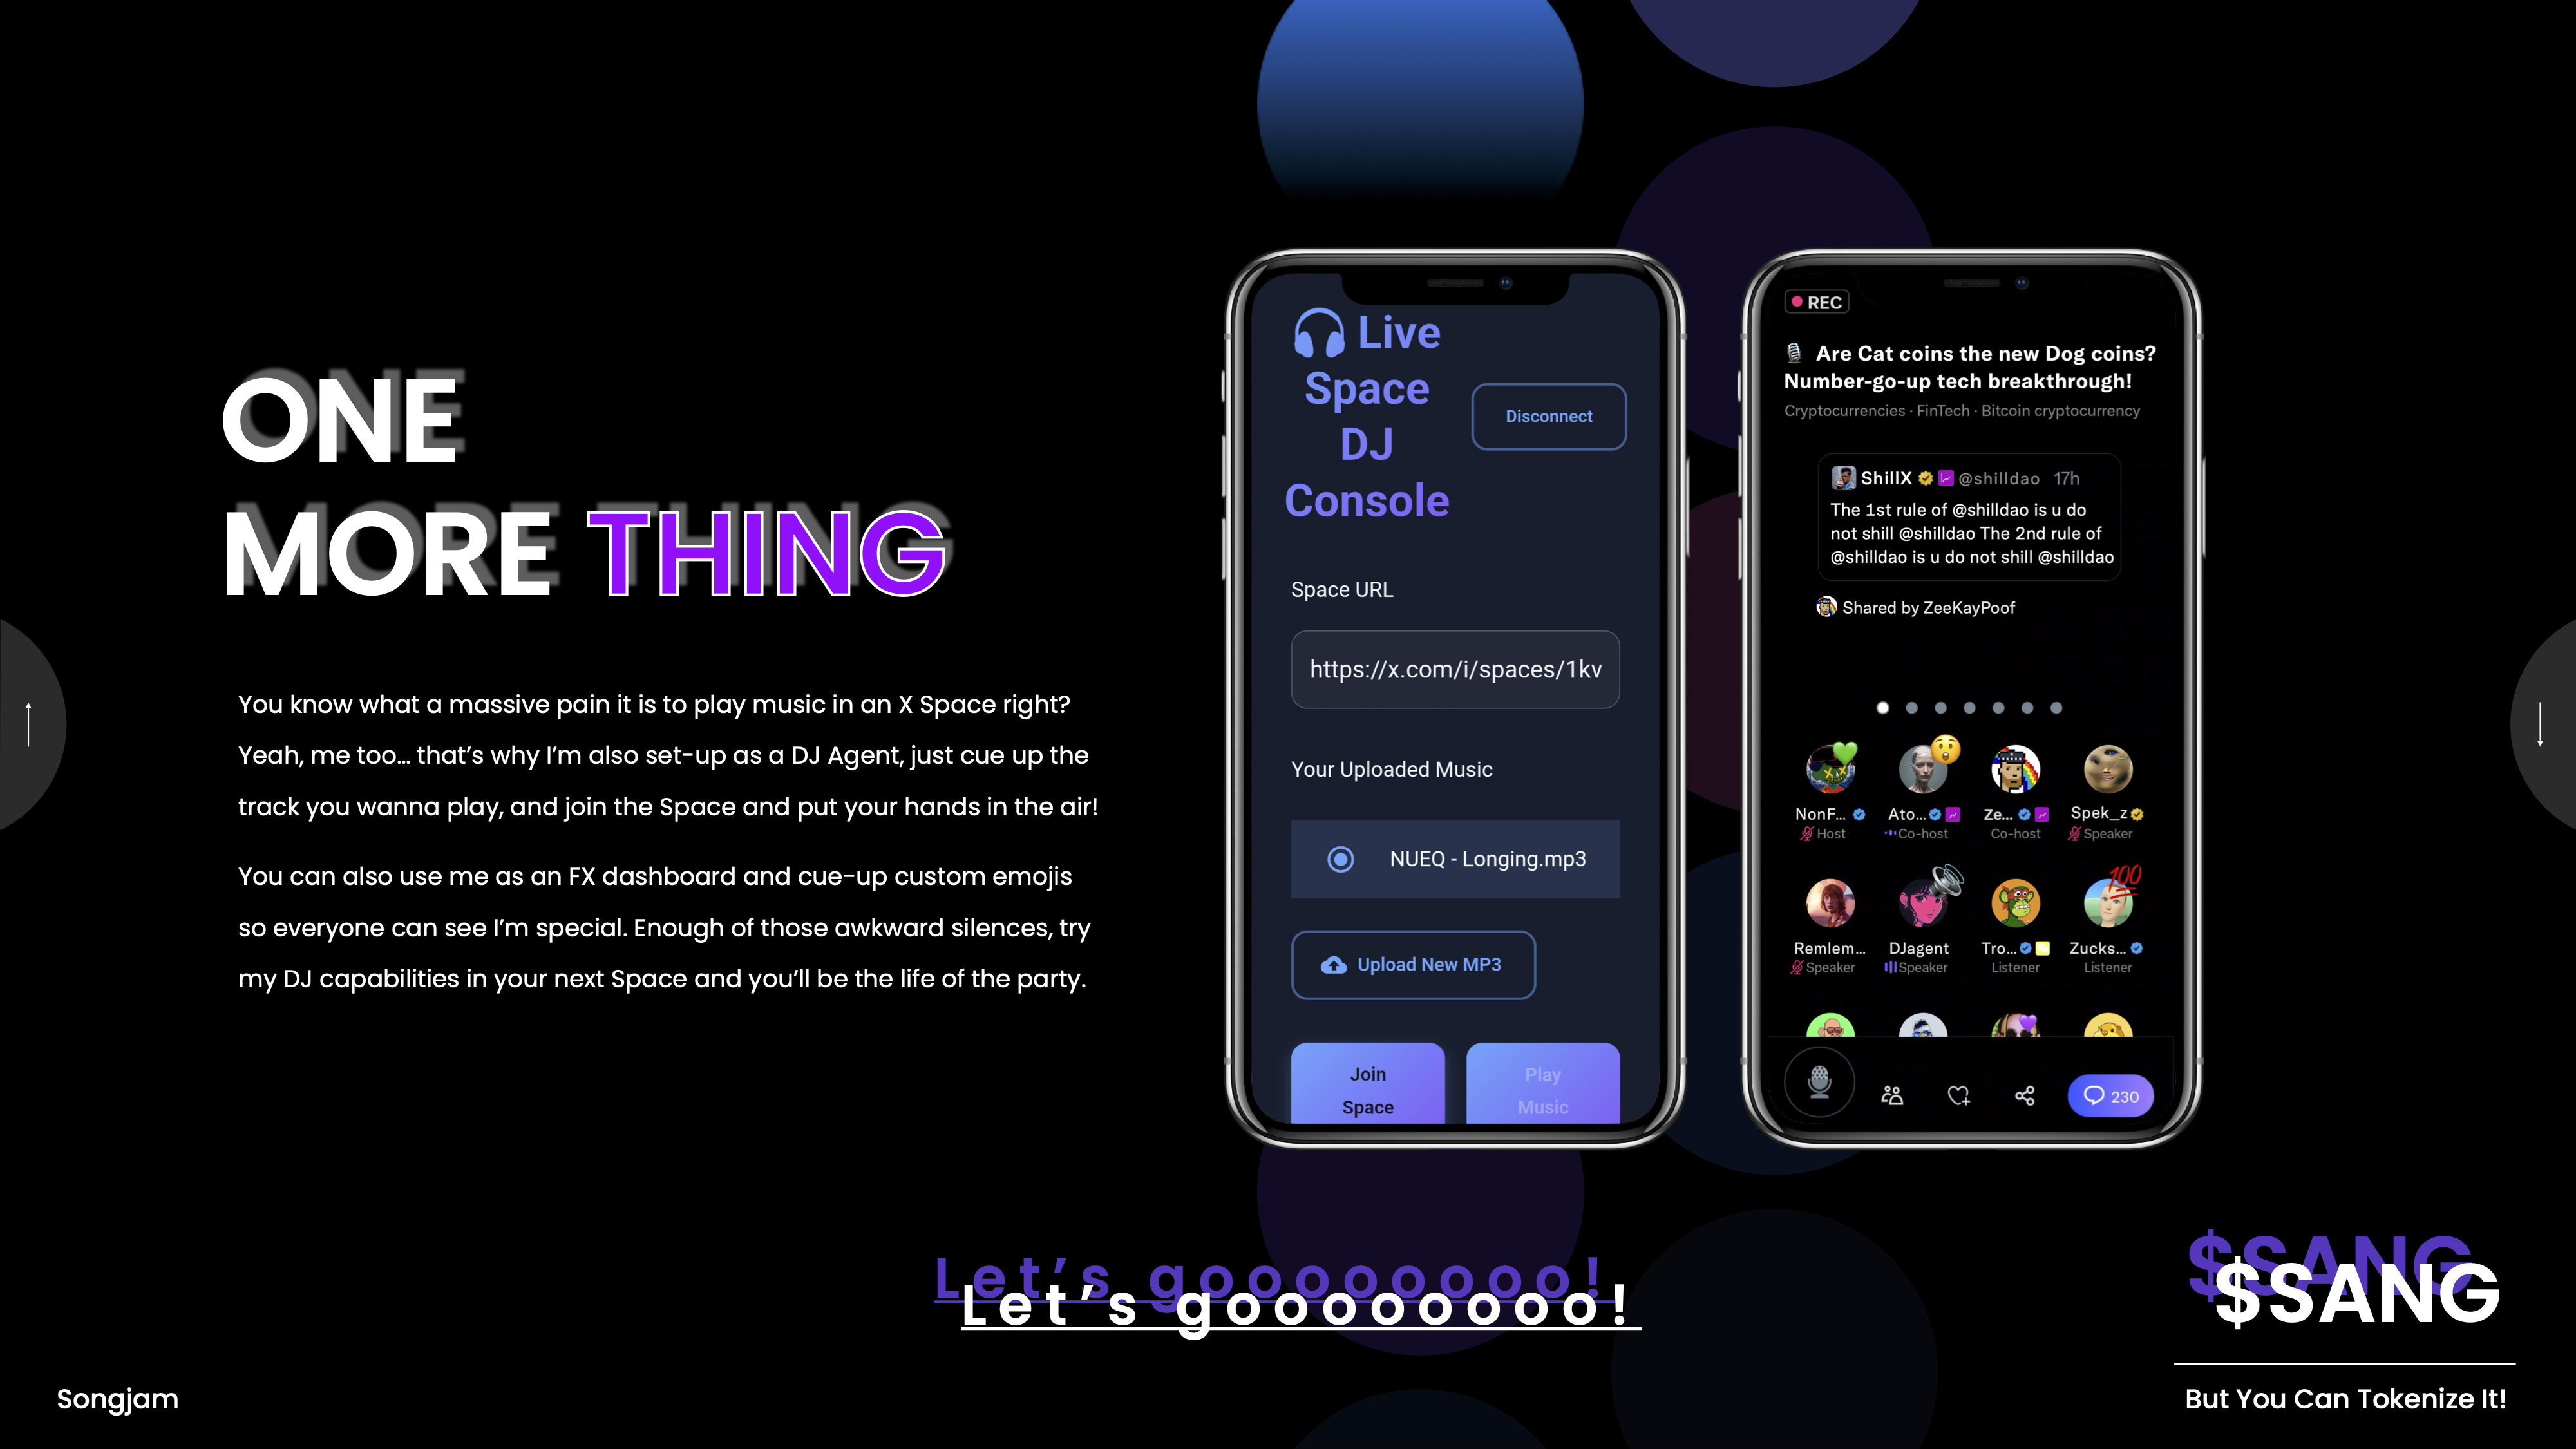 ONE
MORE THING
You know what a massive pain it is to play music in an X Space right?
Yeah, me too... that's why I'm also set-up as a DJ Agent, just cue up the
track you wanna play, and join the Space and put your hands in the air!
You can also use me as an FX dashboard and cue-up custom emojis
so everyone can see I'm special. Enough of those awkward silences, try
my DJ capabilities in your next Space and you'll be the life of the party.
Live
Space
DJ
Console
Disconnect
Space URL
https://x.com/i/spaces/1kv
Your Uploaded Music
NUEQ - Longing.mp3
Upload New MP3
Join
Space
Play
Music
REC
Are Cat coins the new Dog coins?
Number-go-up tech breakthrough!
Cryptocurrencies · FinTech · Bitcoin cryptocurrency
ShillX @shilldao 17h
The 1st rule of @shilldao is u do
not shill @shilldao The 2nd rule of
@shilldao is u do not shill @shilldao
Shared by ZeeKayPoof
NonF... Ato... Ze... Spek_z
Host Co-host Co-host Speaker
100
Remlem... DJagent Tro... Zucks...
Speaker Speaker Listener Listener
230
Let's goooooooo!
Let's goooooooo!
$SANG
$SANG
Songjam
But You Can Tokenize It!